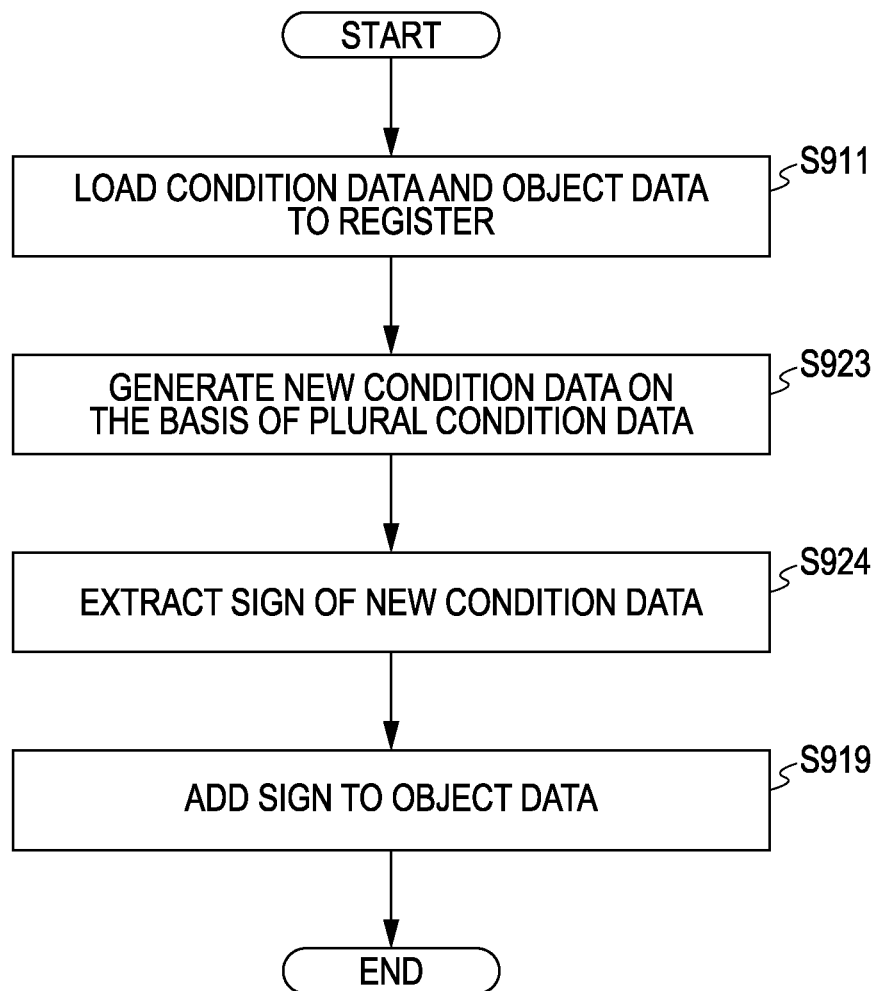 START
S911
LOAD CONDITION DATA AND OBJECT DATA
TO REGISTER
S923
GENERATE NEW CONDITION DATA ON
THE BASIS OF PLURAL CONDITION DATA
S924
EXTRACT SIGN OF NEW CONDITION DATA
S919
ADD SIGN TO OBJECT DATA
END